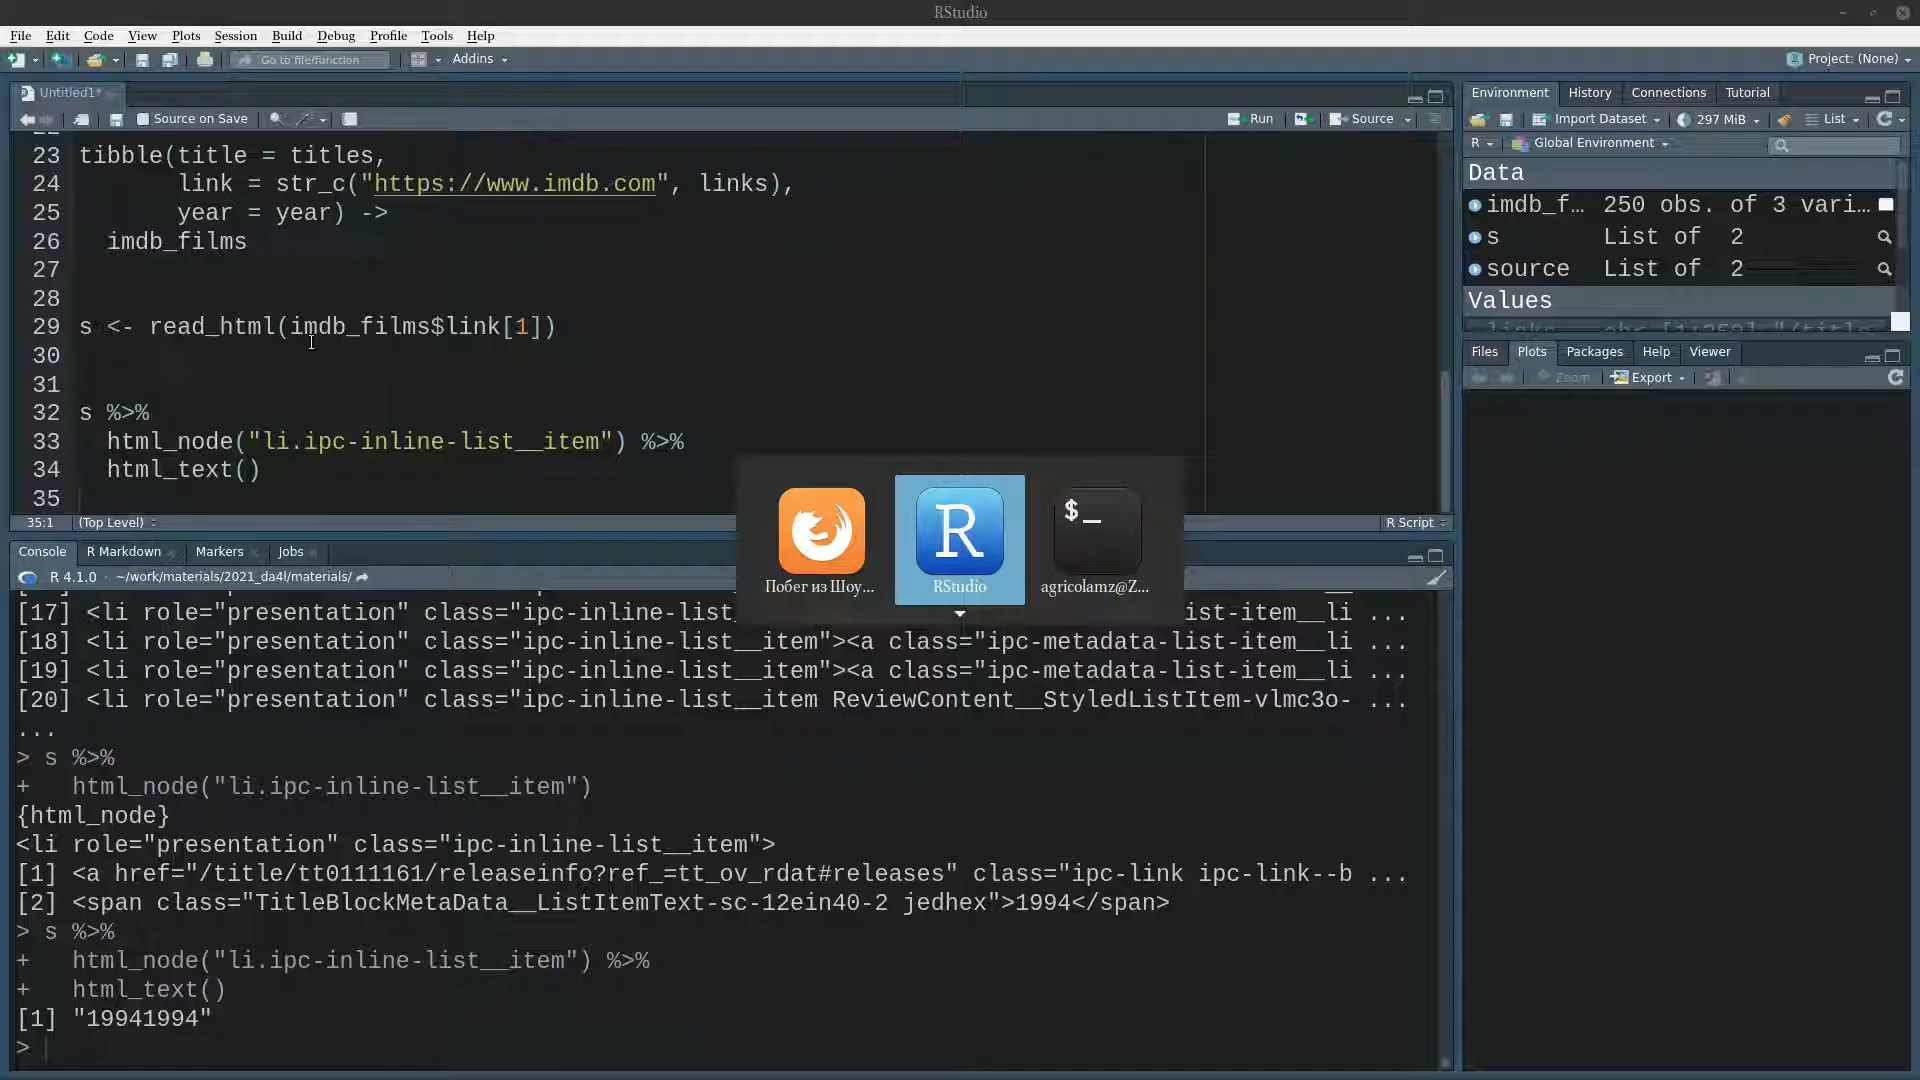 RStudio
File Edit Code View Plots Session Build Debug Profile Tools Help
Go to file/function Addins Project: (None)
Untitled1*
Source on Save Run Source
23 tibble(title = titles,
24 link = str_c("https://www.imdb.com", links),
25 year = year) ->
26 imdb_films
27
28
29 s <- read_html(imdb_films$link[1])
30
31
32 s %>%
33 html_node("li.ipc-inline-list__item") %>%
34 html_text()
35
35:1 (Top Level) R Script
Побег из Шоу... RStudio agricolamz@Z...
$_
R
Console R Markdown Markers Jobs
R 4.1.0 · ~/work/materials/2021_da4l/materials/
[17] <li role="presentation" class="ipc-inline-list st-item__li ...
[18] <li role="presentation" class="ipc-inline-list__item"><a class="ipc-metadata-list-item__li ...
[19] <li role="presentation" class="ipc-inline-list__item"><a class="ipc-metadata-list-item__li ...
[20] <li role="presentation" class="ipc-inline-list__item ReviewContent__StyledListItem-vlmc3o- ...
...
> s %>%
+ html_node("li.ipc-inline-list__item")
{html_node}
<li role="presentation" class="ipc-inline-list__item">
[1] <a href="/title/tt0111161/releaseinfo?ref_=tt_ov_rdat#releases" class="ipc-link ipc-link--b ...
[2] <span class="TitleBlockMetaData__ListItemText-sc-12ein40-2 jedhex">1994</span>
> s %>%
+ html_node("li.ipc-inline-list__item") %>%
+ html_text()
[1] "19941994"
>
Environment History Connections Tutorial
Import Dataset 297 MiB List
R Global Environment
Data
imdb_f... 250 obs. of 3 vari...
s List of 2
source List of 2
Values
Files Plots Packages Help Viewer
Zoom Export